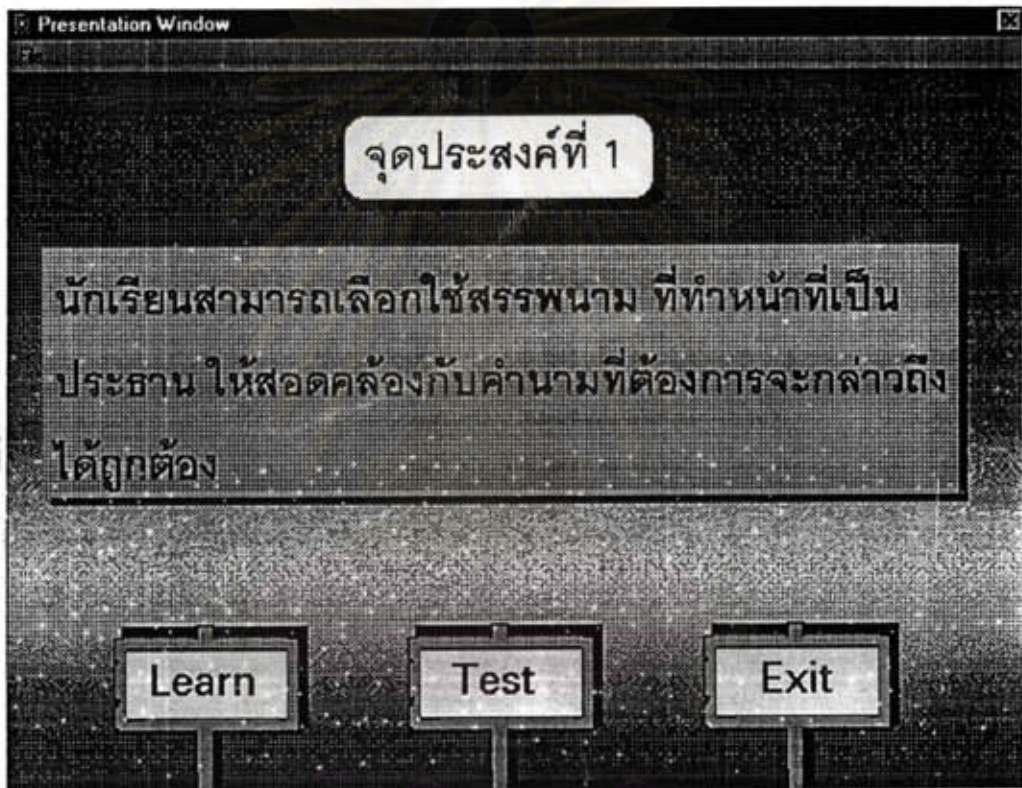 Presentation Window
File
จุดประสงค์ที่ 1
นักเรียนสามารถเลือกใช้สรรพนาม ที่ทำหน้าที่เป็น
ประธาน ให้สอดคล้องกับคำนามที่ต้องการจะกล่าวถึง
ได้ถูกต้อง
Learn
Test
Exit